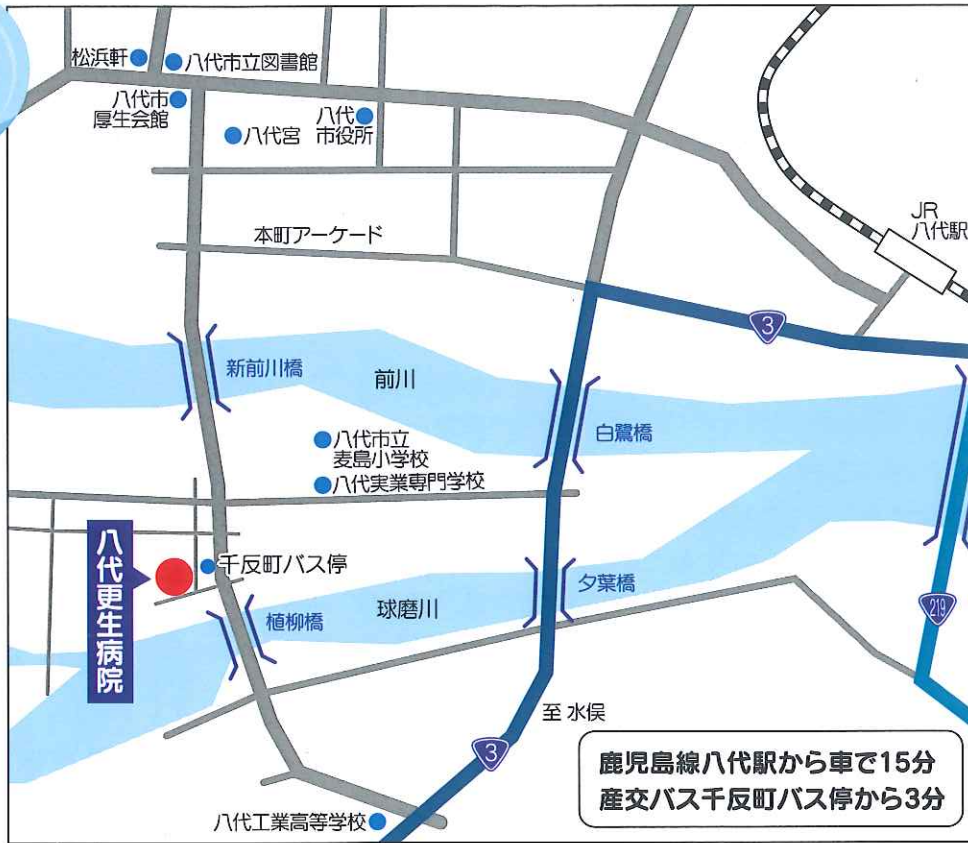 松浜軒
八代市立図書館
八代市
厚生会館
八代宮
八代
市役所
JR
八代駅
本町アーケード
3
新前川橋
前川
白鷺橋
八代市立
麦島小学校
八代実業専門学校
八代更生病院
千反町バス停
植柳橋
球磨川
夕葉橋
219
至 水俣
3
八代工業高等学校
鹿児島線八代駅から車で15分
産交バス千反町バス停から3分